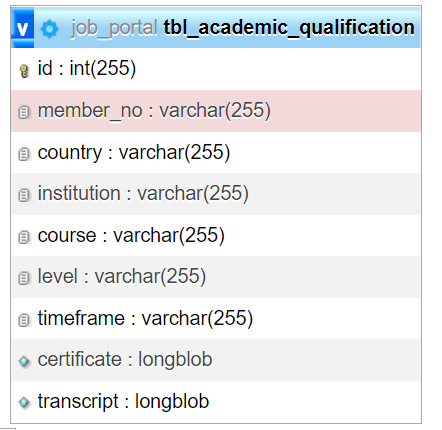 v job_portal tbl_academic_qualification
id : int(255)
member_no : varchar(255)
country : varchar(255)
institution : varchar(255)
course : varchar(255)
level : varchar(255)
timeframe : varchar(255)
certificate : longblob
transcript : longblob